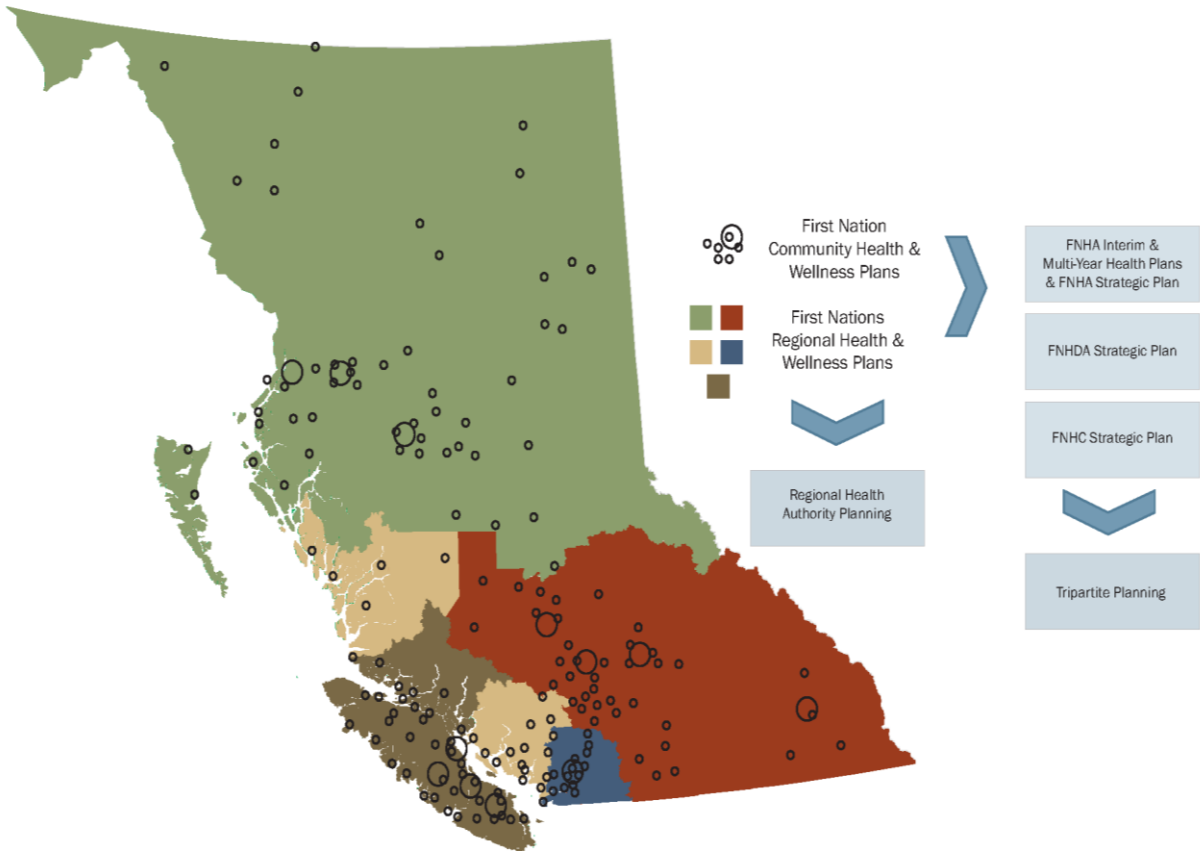 First Nation
Community Health &
Wellness Plans
First Nations
Regional Health &
Wellness Plans
Regional Health
Authority Planning
FNHA Interim &
Multi-Year Health Plans
& FNHA Strategic Plan
FNHDA Strategic Plan
FNHC Strategic Plan
Tripartite Planning